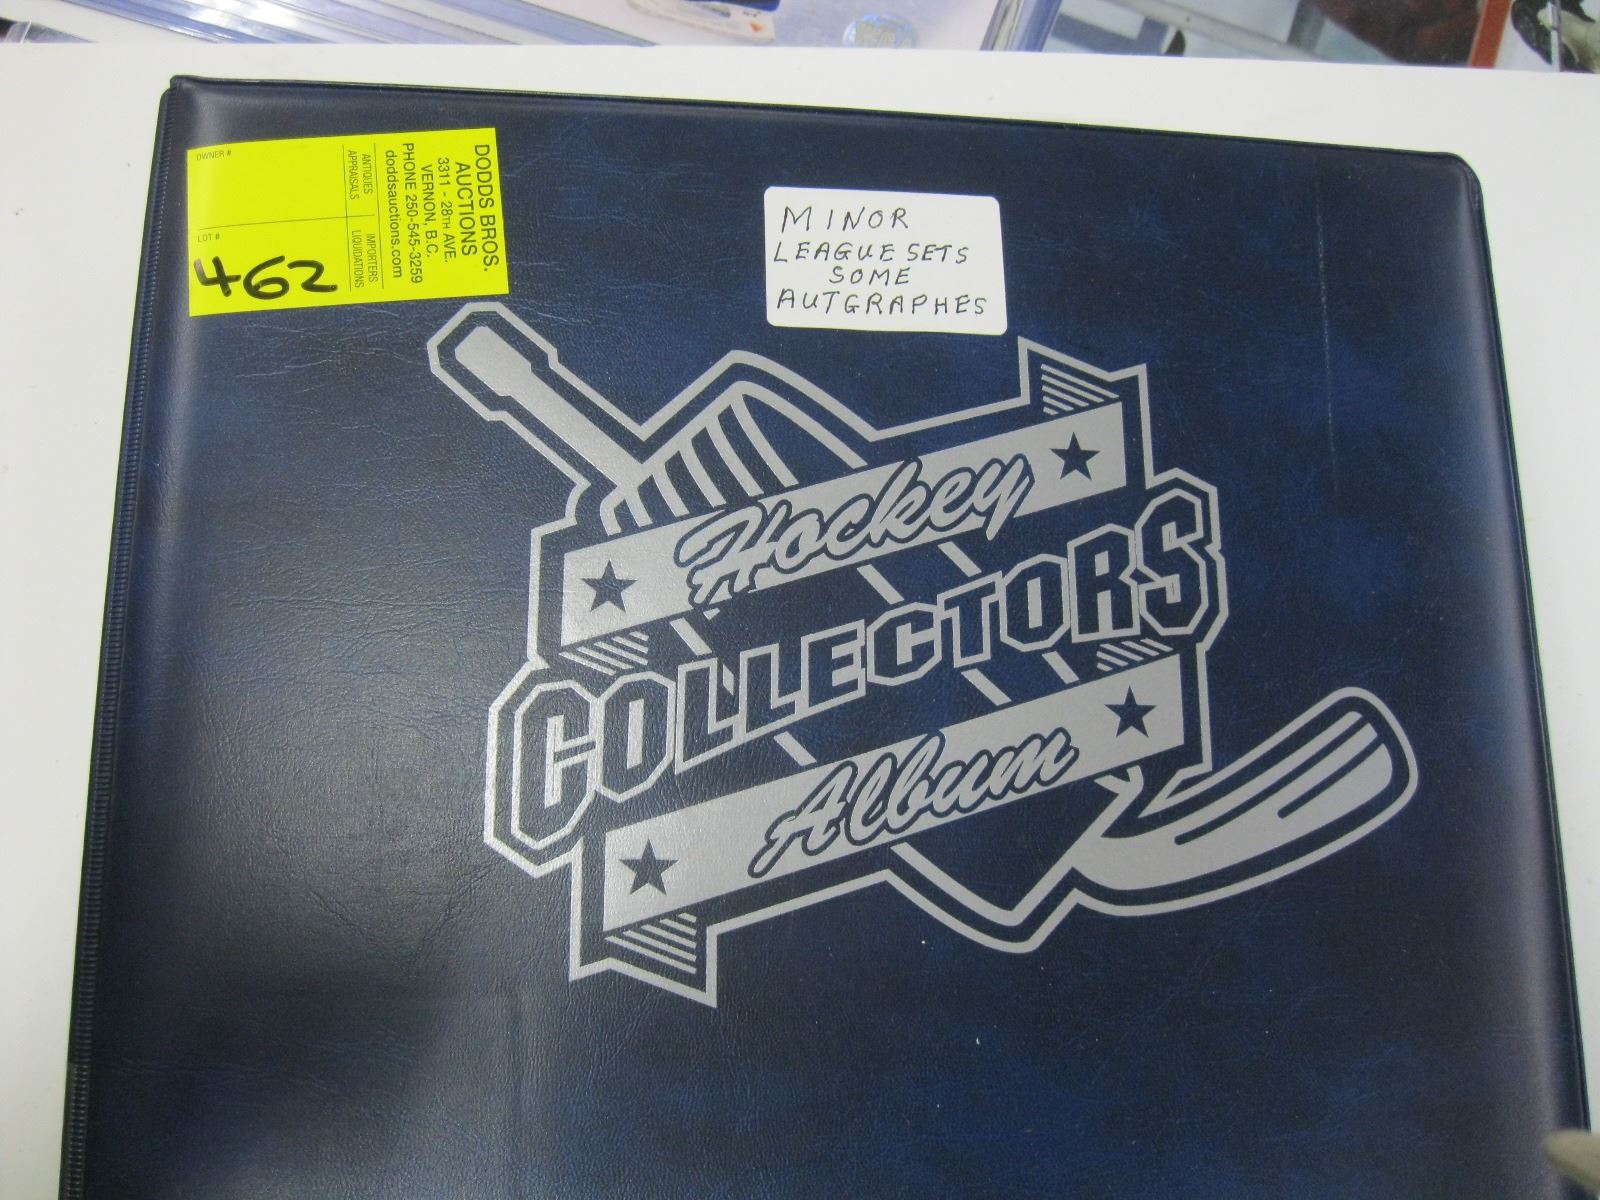 DODDS BROS.
AUCTIONS
3311 - 28TH AVE.
VERNON, B.C.
PHONE 250-545-3259
doddsauctions.com
ANTIQUES
APPRAISALS
IMPORTERS
LIQUIDATIONS
OWNER #
LOT #
462
MINOR
LEAGUE SETS
SOME
AUTGRAPHES
Hockey
COLLECTORS
Album